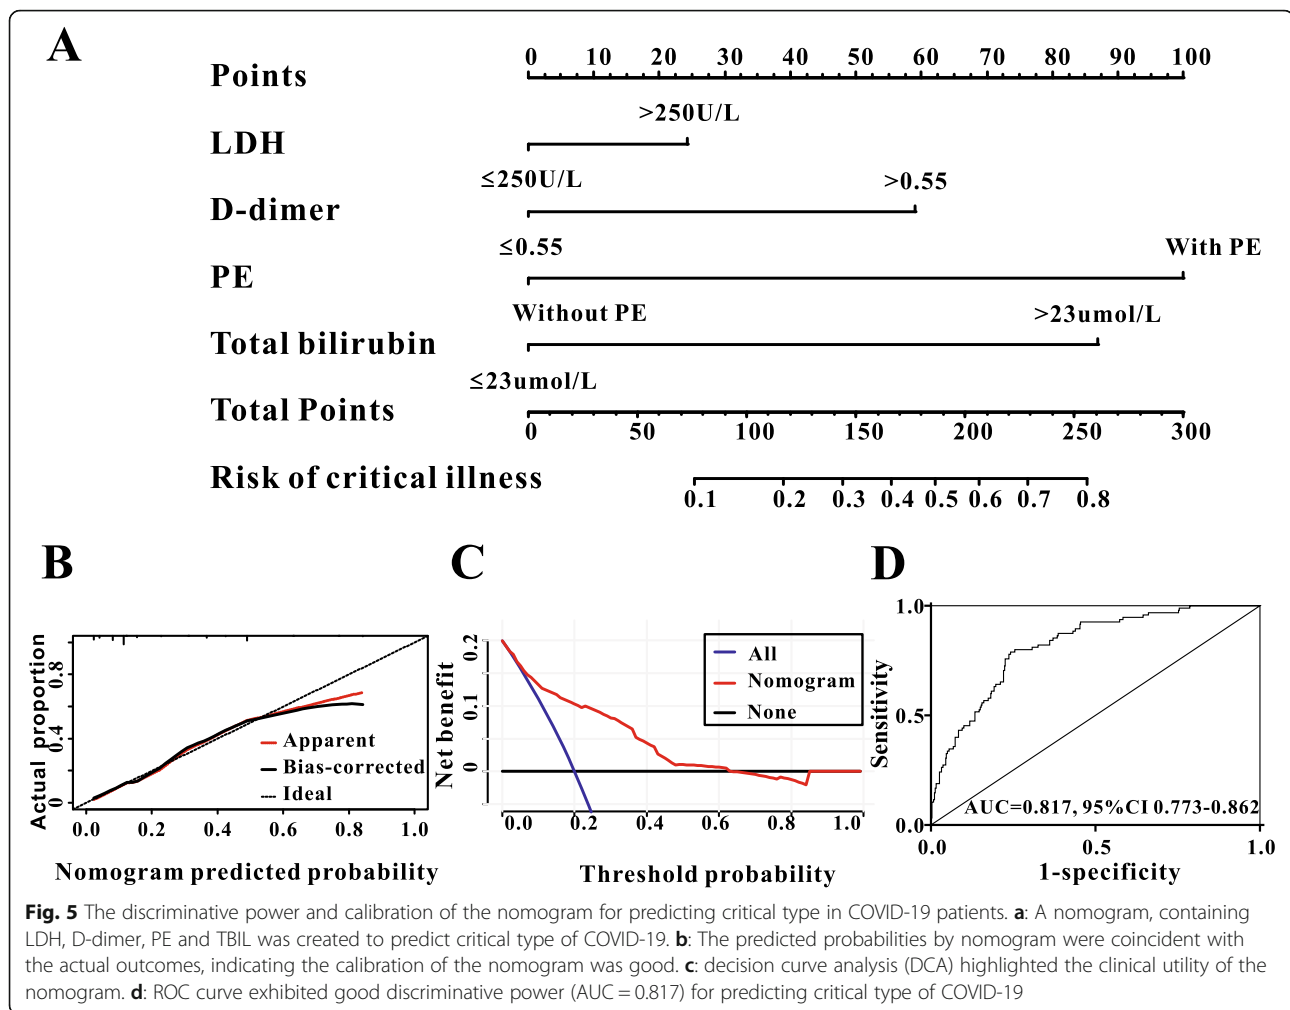 A
0 10 20 30 40 50 60 70 80 90 100
Points
>250U/L
LDH
≤250U/L
>0.55
D-dimer
≤0.55
With PE
PE
Without PE
>23umol/L
Total bilirubin
≤23umol/L
Total Points
0 50 100 150 200 250 300
Risk of critical illness
0.1 0.2 0.3 0.4 0.5 0.6 0.7 0.8
B
Actual proportion
0 0.4 0.8
Apparent
Bias-corrected
Ideal
0.0 0.2 0.4 0.6 0.8 1.0
Nomogram predicted probability
C
Net benefit
0 0.1 0.2
All
Nomogram
None
0.0 0.2 0.4 0.6 0.8 1.0
Threshold probability
D
Sensitivity
1.0
0.5
0.0
AUC=0.817, 95%CI 0.773-0.862
0.0 0.5 1.0
1-specificity
Fig. 5 The discriminative power and calibration of the nomogram for predicting critical type in COVID-19 patients. a: A nomogram, containing
LDH, D-dimer, PE and TBIL was created to predict critical type of COVID-19. b: The predicted probabilities by nomogram were coincident with
the actual outcomes, indicating the calibration of the nomogram was good. c: decision curve analysis (DCA) highlighted the clinical utility of the
nomogram. d: ROC curve exhibited good discriminative power (AUC = 0.817) for predicting critical type of COVID-19